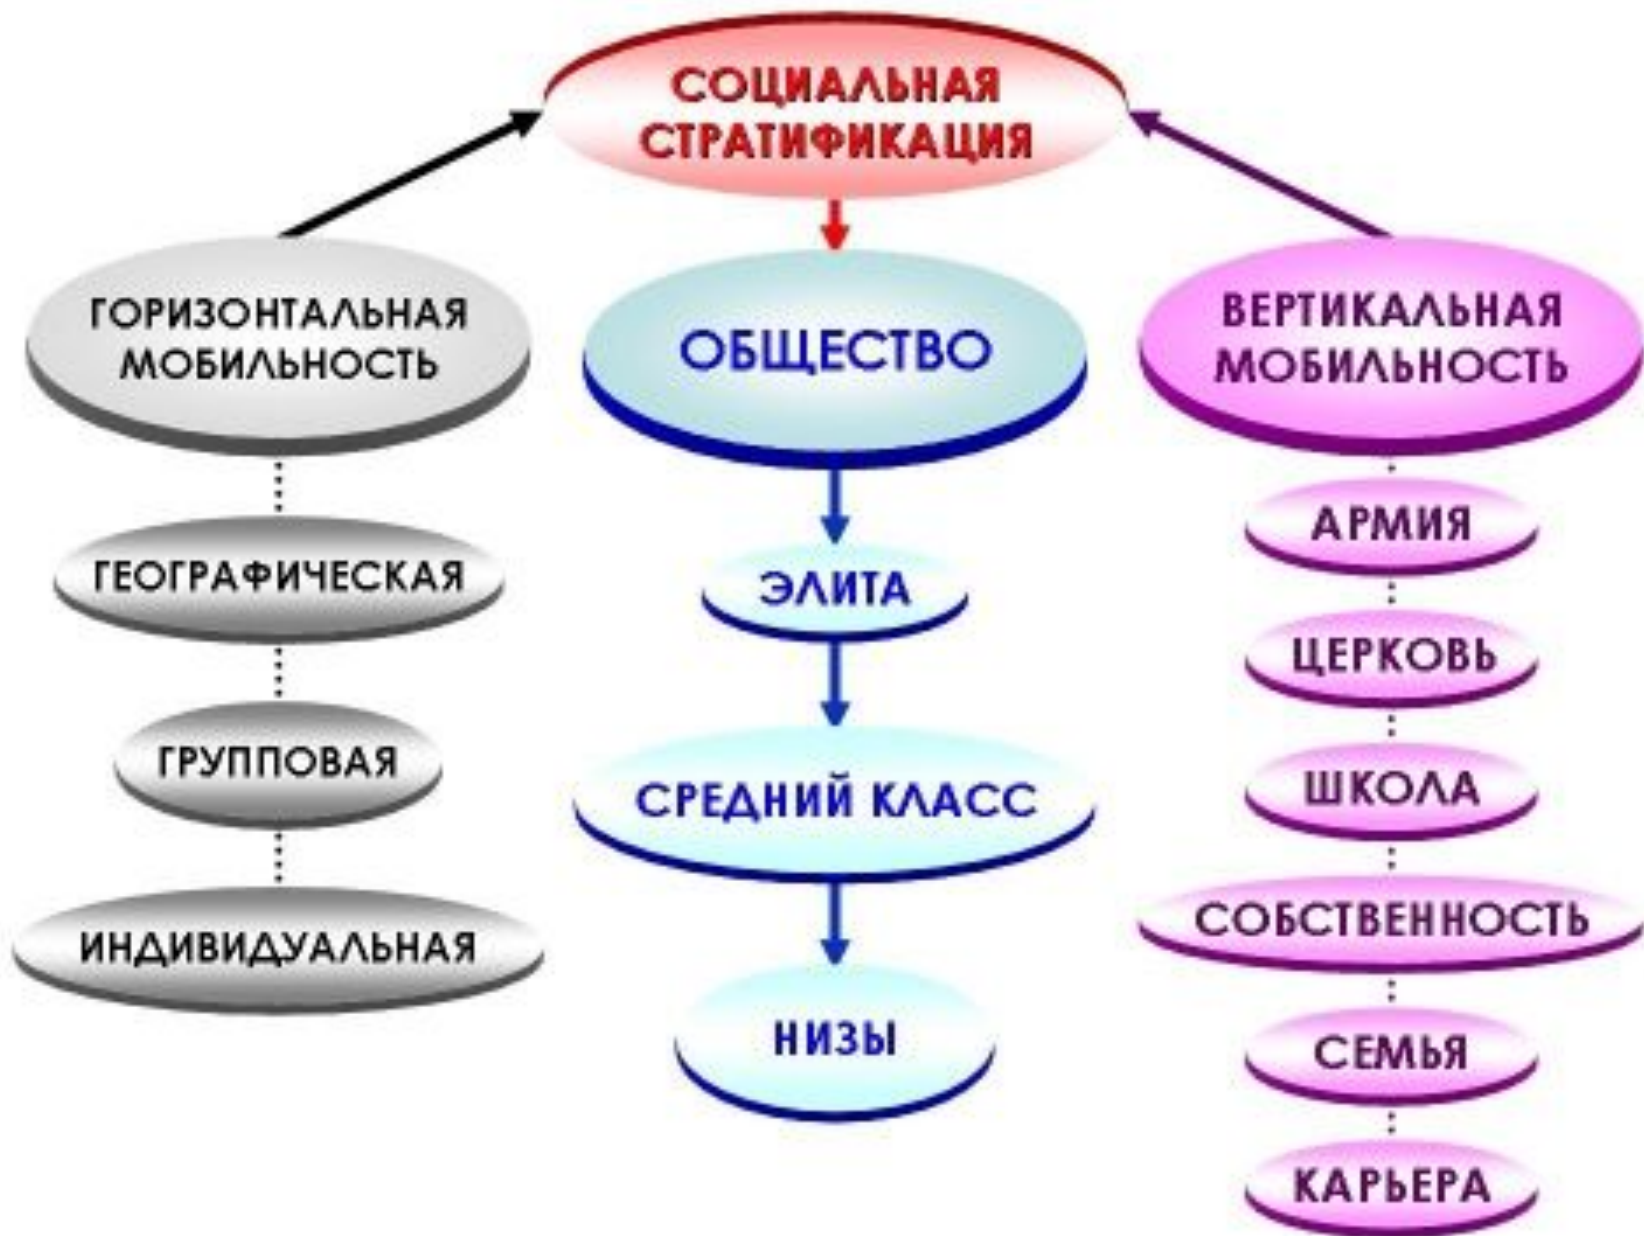 СОЦИАЛЬНАЯ
СТРАТИФИКАЦИЯ
ГОРИЗОНТАЛЬНАЯ
МОБИЛЬНОСТЬ
ГЕОГРАФИЧЕСКАЯ
ГРУППОВАЯ
ИНДИВИДУАЛЬНАЯ
ОБЩЕСТВО
ЭЛИТА
СРЕДНИЙ КЛАСС
НИЗЫ
ВЕРТИКАЛЬНАЯ
МОБИЛЬНОСТЬ
АРМИЯ
ЦЕРКОВЬ
ШКОЛА
СОБСТВЕННОСТЬ
СЕМЬЯ
КАРЬЕРА